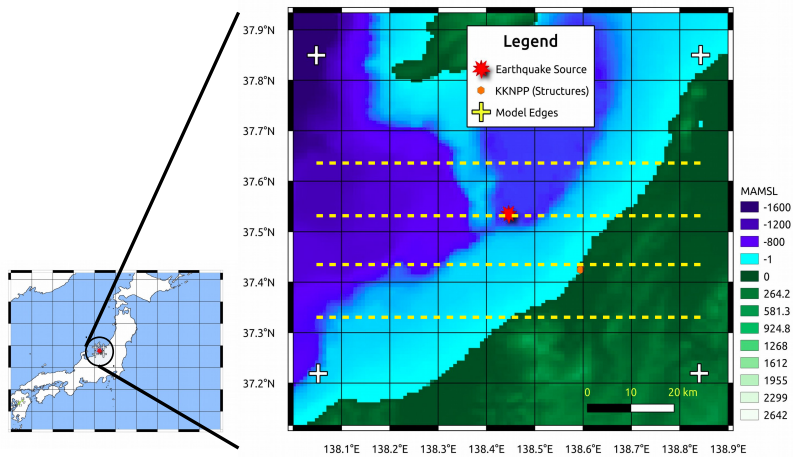 37.9°N
37.8°N
37.7°N
37.6°N
37.5°N
37.4°N
37.3°N
37.2°N
Legend
Earthquake Source
KKNPP (Structures)
Model Edges
MAMSL
-1600
-1200
-800
-1
0
264.2
581.3
924.8
1268
1612
1955
2299
2642
0 10 20 km
138.1°E 138.2°E 138.3°E 138.4°E 138.5°E 138.6°E 138.7°E 138.8°E 138.9°E